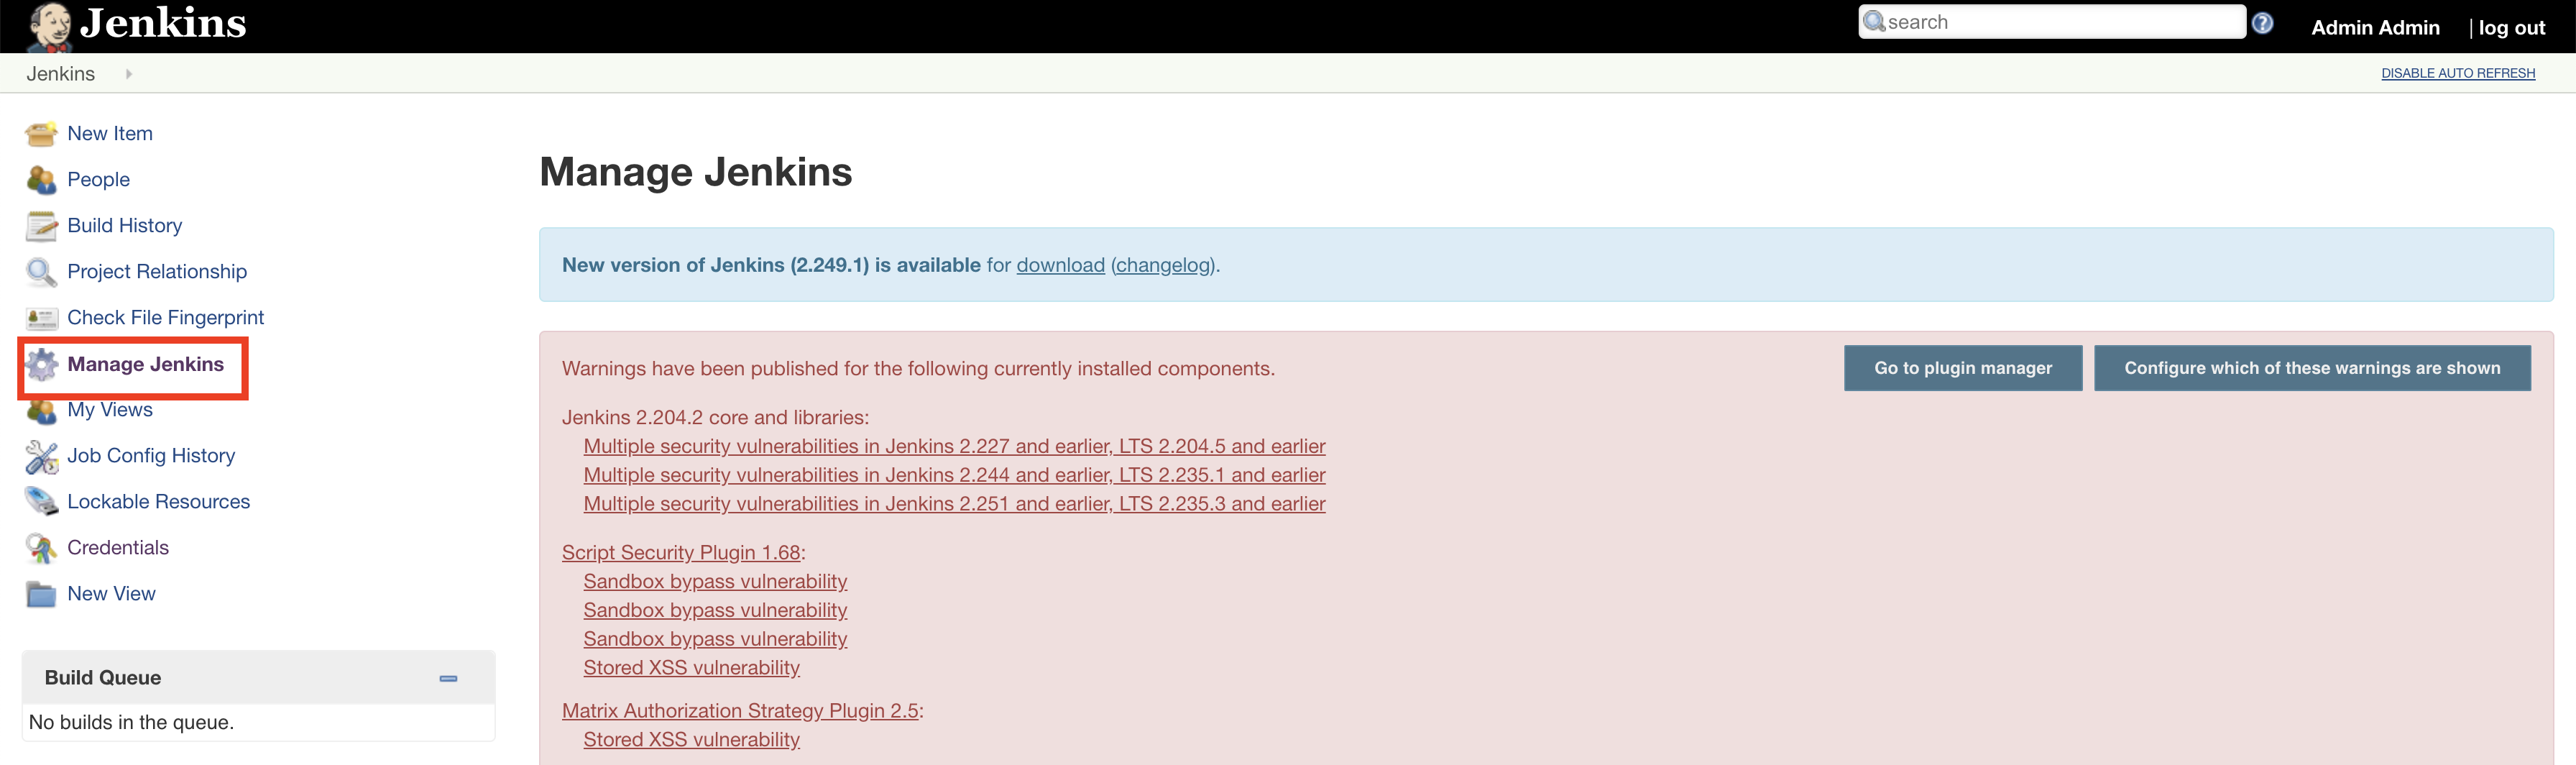 Jenkins
search
Admin Admin | log out
Jenkins
DISABLE AUTO REFRESH
New Item
People
Build History
Project Relationship
Check File Fingerprint
Manage Jenkins
My Views
Job Config History
Lockable Resources
Credentials
New View
Build Queue
No builds in the queue.
Manage Jenkins
New version of Jenkins (2.249.1) is available for download (changelog).
Warnings have been published for the following currently installed components.
Go to plugin manager
Configure which of these warnings are shown
Jenkins 2.204.2 core and libraries:
Multiple security vulnerabilities in Jenkins 2.227 and earlier, LTS 2.204.5 and earlier
Multiple security vulnerabilities in Jenkins 2.244 and earlier, LTS 2.235.1 and earlier
Multiple security vulnerabilities in Jenkins 2.251 and earlier, LTS 2.235.3 and earlier
Script Security Plugin 1.68:
Sandbox bypass vulnerability
Sandbox bypass vulnerability
Sandbox bypass vulnerability
Stored XSS vulnerability
Matrix Authorization Strategy Plugin 2.5:
Stored XSS vulnerability